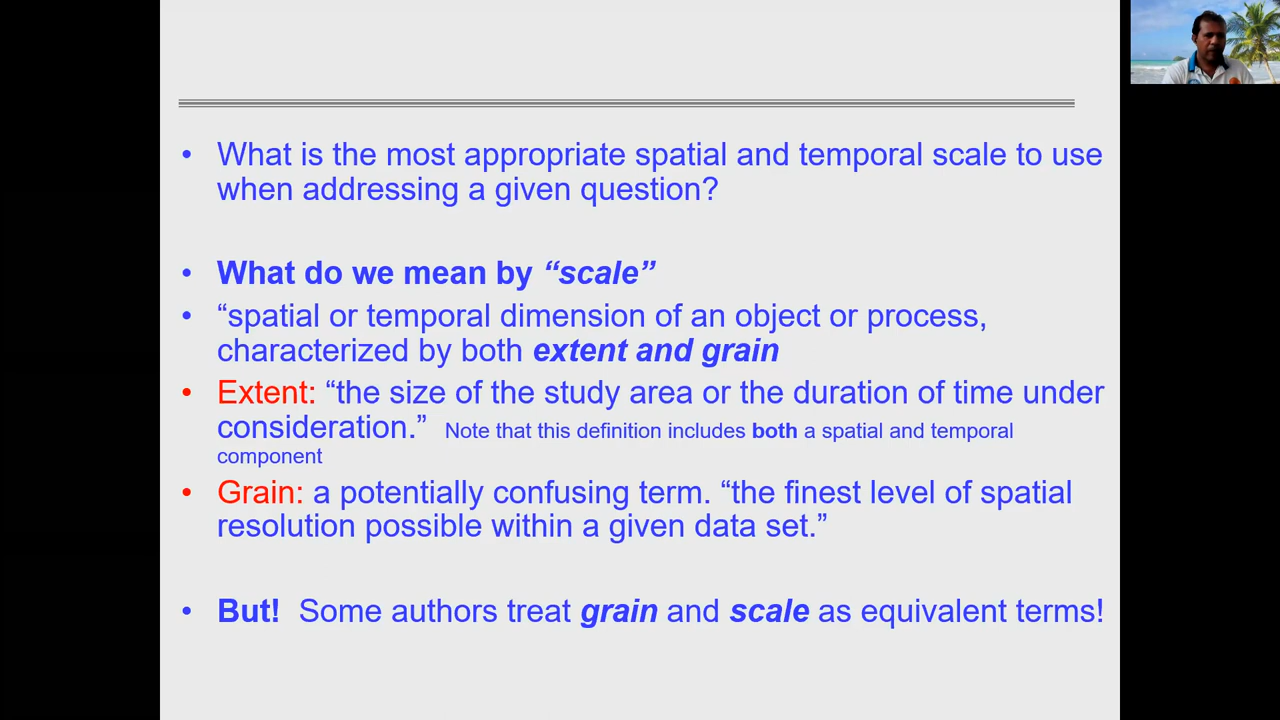 • What is the most appropriate spatial and temporal scale to use
when addressing a given question?
• What do we mean by “scale”
• “spatial or temporal dimension of an object or process,
characterized by both extent and grain
• Extent: “the size of the study area or the duration of time under
consideration.” Note that this definition includes both a spatial and temporal
component
• Grain: a potentially confusing term. “the finest level of spatial
resolution possible within a given data set.”
• But! Some authors treat grain and scale as equivalent terms!